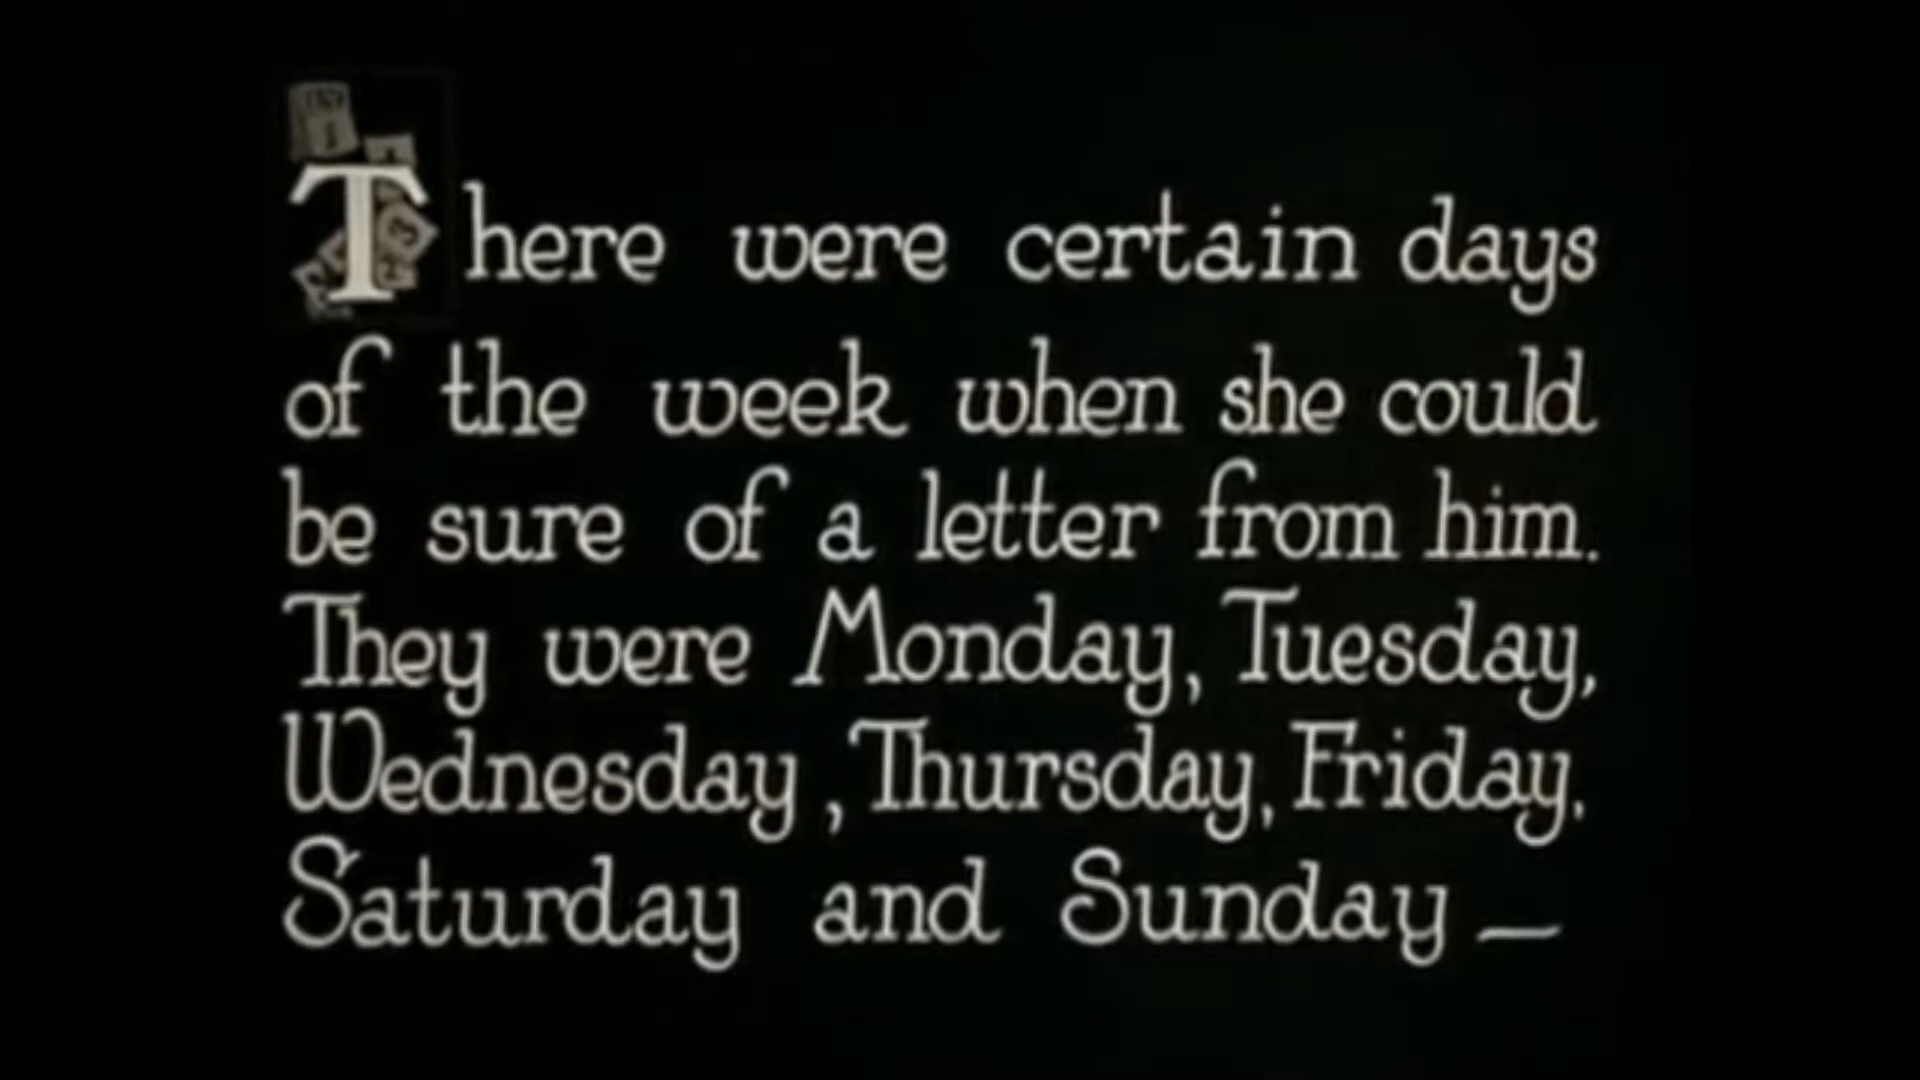 There were certain days
of the week when she could
be sure of a letter from him.
They were Monday, Tuesday,
Wednesday, Thursday, Friday,
Saturday and Sunday —